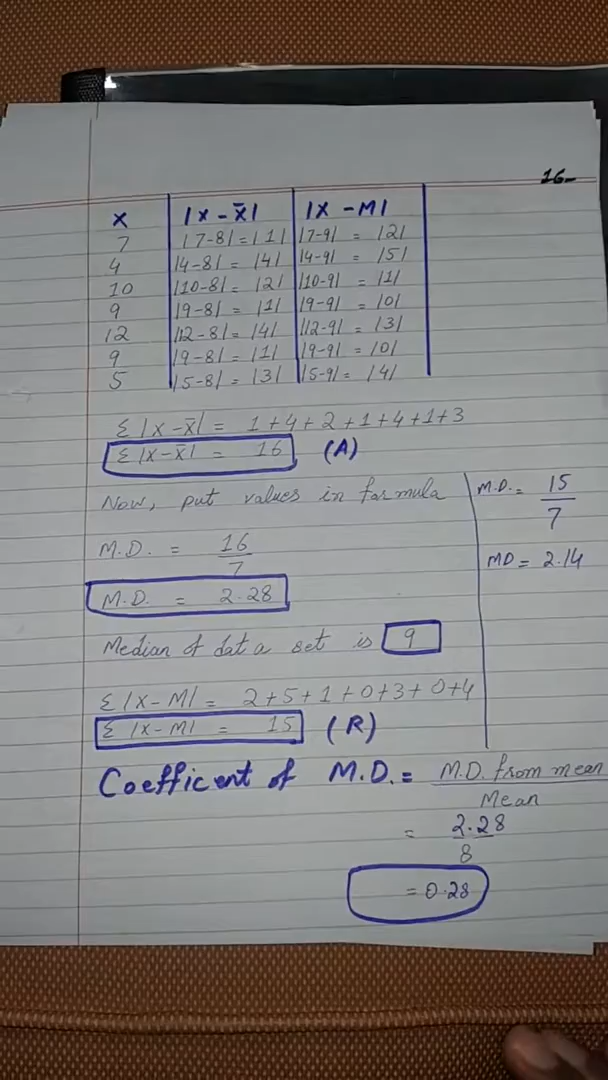 16-
X |X-X̄| |X-M|
7 |7-8| = |1| |7-9| = |2|
4 |4-8| = |4| |4-9| = |5|
10 |10-8| = |2| |10-9| = |1|
9 |9-8| = |1| |9-9| = |0|
12 |12-8| = |4| |12-9| = |3|
9 |9-8| = |1| |9-9| = |0|
5 |5-8| = |3| |5-9| = |4|
Σ |X-X̄| = 1+4+2+1+4+1+3
Σ |X-X̄| = 16 (A)
Now, put values in formula
M.D. = 16/7
M.D. = 2.28
Median of data set is 9
Σ |X-M| = 2+5+1+0+3+0+4
Σ |X-M| = 15 (R)
M.D. = 15/7
MD = 2.14
Coefficent of M.D. = M.D. from mean / Mean
= 2.28/8
= 0.28